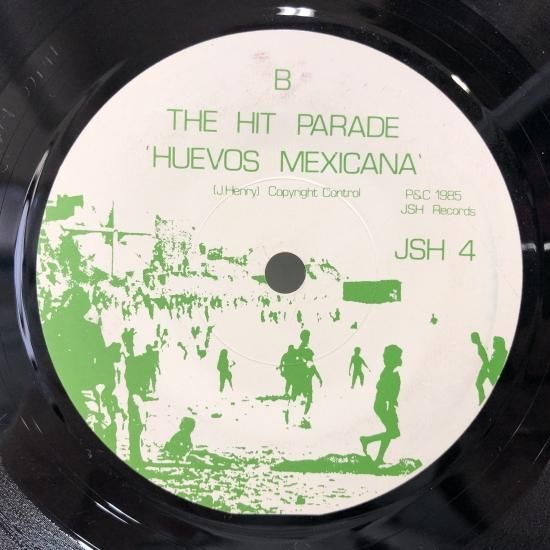 B
THE HIT PARADE
'HUEVOS MEXICANA'
(J.Henry) Copyright Control
P&C 1985
JSH Records
JSH 4